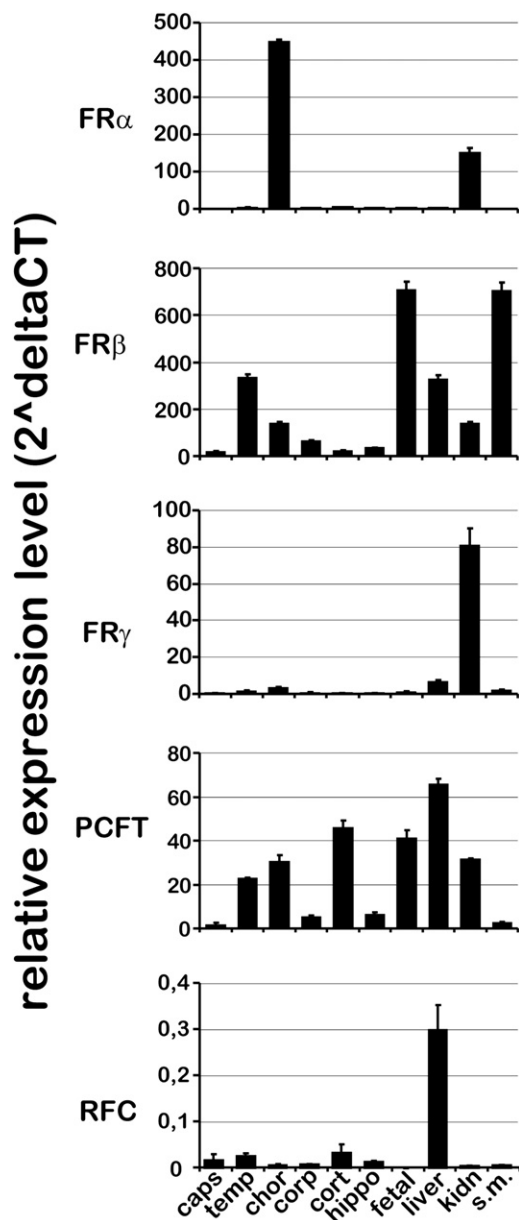 relative expression level (2^deltaCT)
FRα
500
400
300
200
100
0
FRβ
800
600
400
200
0
FRγ
100
80
60
40
20
0
PCFT
80
60
40
20
0
RFC
0,4
0,3
0,2
0,1
0
caps
temp
chor
corp
cort
hippo
fetal
liver
kidn
s.m.